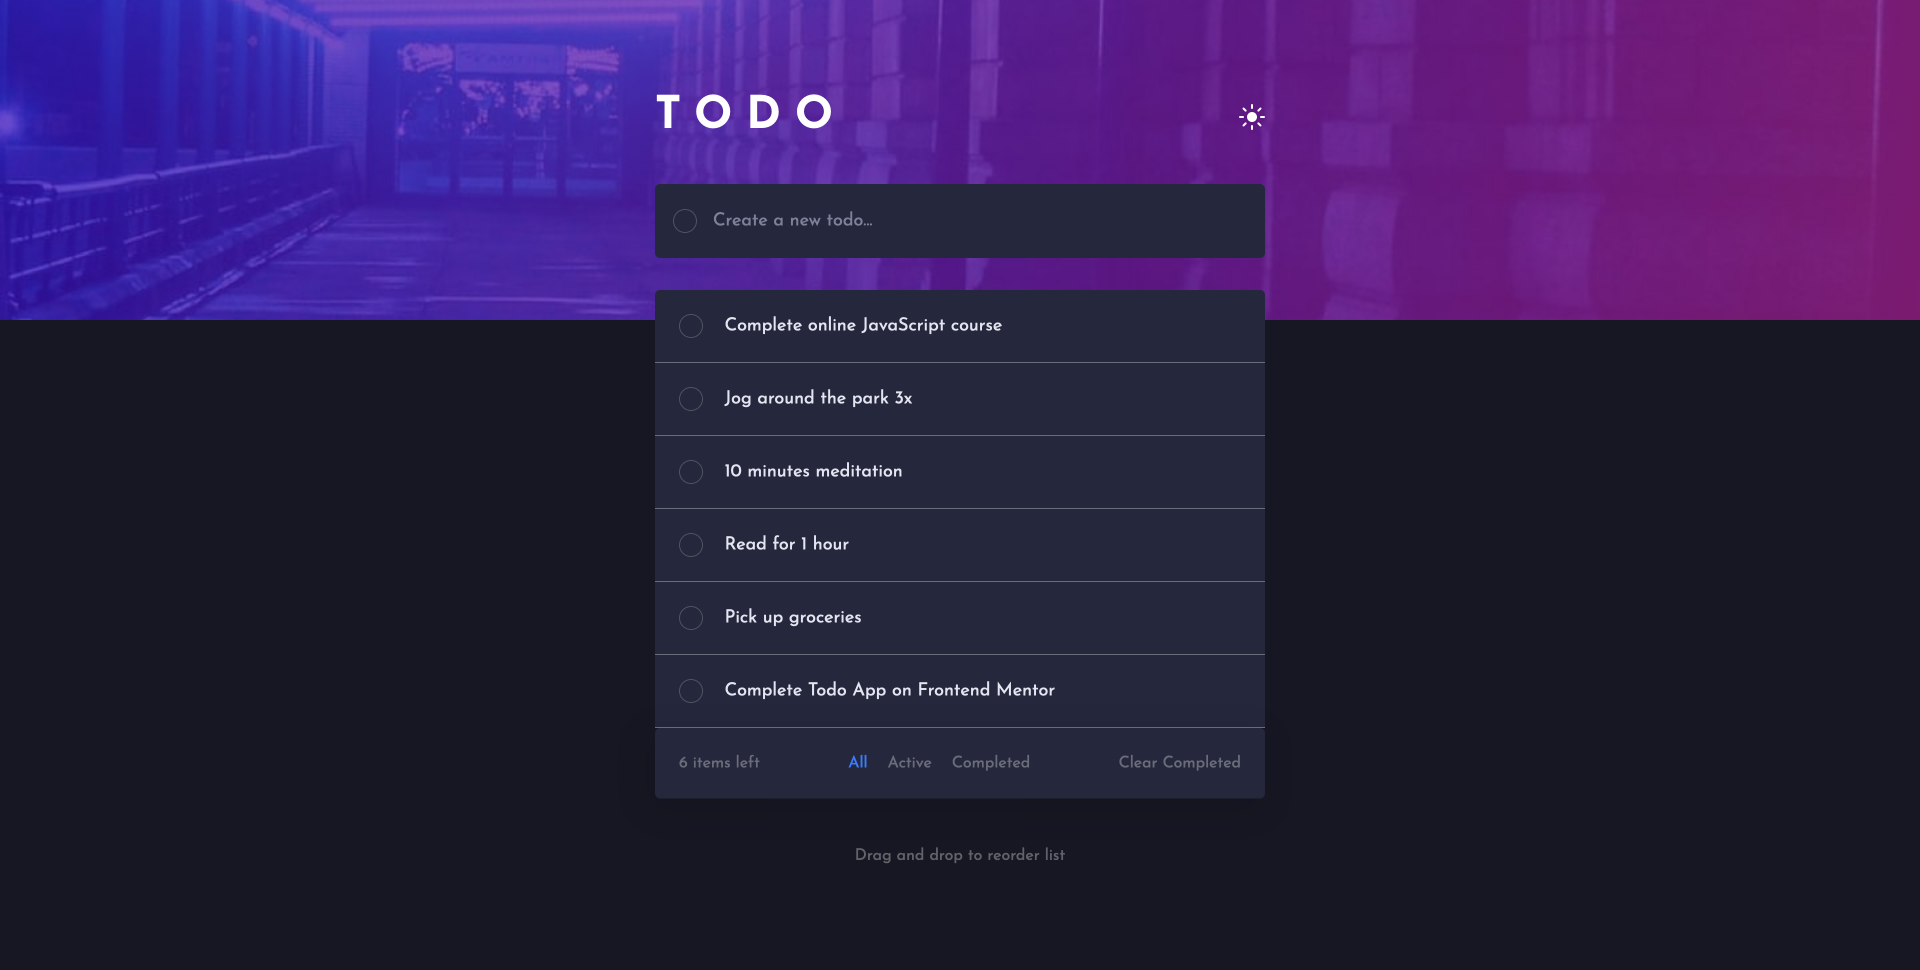 TODO
Create a new todo...
Complete online JavaScript course
Jog around the park 3x
10 minutes meditation
Read for 1 hour
Pick up groceries
Complete Todo App on Frontend Mentor
6 items left All Active Completed Clear Completed
Drag and drop to reorder list